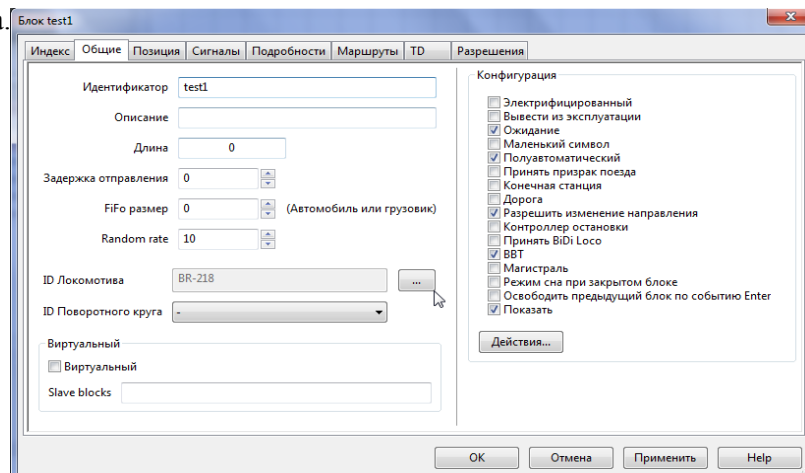 а.
Блок test1
Индекс Общие Позиция Сигналы Подробности Маршруты TD Разрешения
Идентификатор test1
Описание
Длина 0
Задержка отправления 0
FiFo размер 0 (Автомобиль или грузовик)
Random rate 10
ID Локомотива BR-218 ...
ID Поворотного круга -
Виртуальный
Виртуальный
Slave blocks
Конфигурация
Электрифицированный
Вывести из эксплуатации
Ожидание
Маленький символ
Полуавтоматический
Принять призрак поезда
Конечная станция
Дорога
Разрешить изменение направления
Контроллер остановки
Принять BiDi Loco
BBT
Магистраль
Режим сна при закрытом блоке
Освободить предыдущий блок по событию Enter
Показать
Действия...
OK Отмена Применить Help